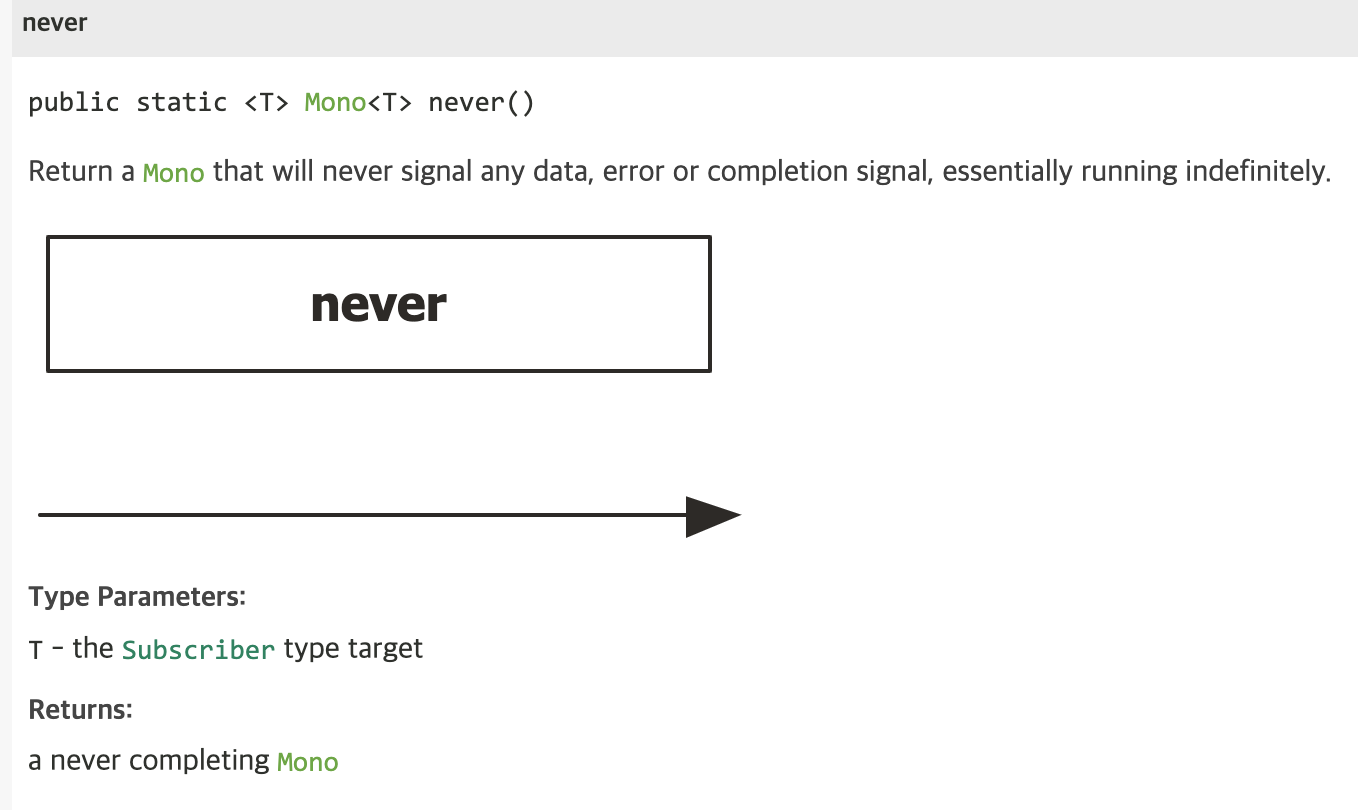 never
public static <T> Mono<T> never()
Return a Mono that will never signal any data, error or completion signal, essentially running indefinitely.
never
Type Parameters:
T – the Subscriber type target
Returns:
a never completing Mono